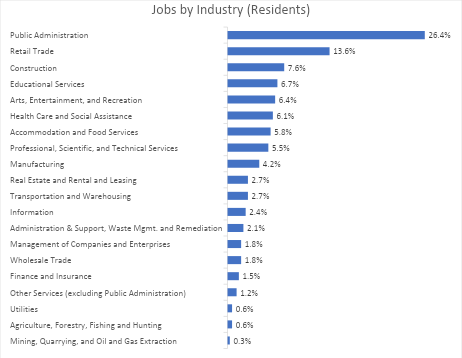 Jobs by Industry (Residents)
Public Administration 26.4%
Retail Trade 13.6%
Construction 7.6%
Educational Services 6.7%
Arts, Entertainment, and Recreation 6.4%
Health Care and Social Assistance 6.1%
Accommodation and Food Services 5.8%
Professional, Scientific, and Technical Services 5.5%
Manufacturing 4.2%
Real Estate and Rental and Leasing 2.7%
Transportation and Warehousing 2.7%
Information 2.4%
Administration & Support, Waste Mgmt. and Remediation 2.1%
Management of Companies and Enterprises 1.8%
Wholesale Trade 1.8%
Finance and Insurance 1.5%
Other Services (excluding Public Administration) 1.2%
Utilities 0.6%
Agriculture, Forestry, Fishing and Hunting 0.6%
Mining, Quarrying, and Oil and Gas Extraction 0.3%